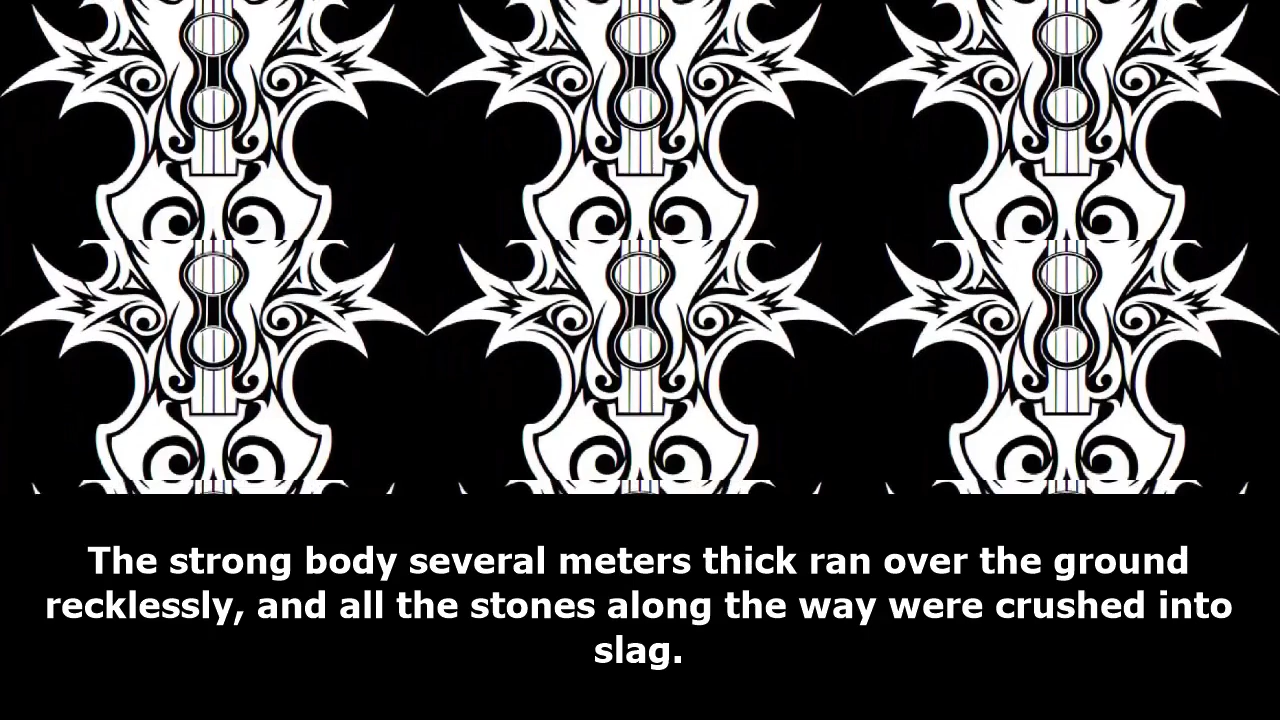 The strong body several meters thick ran over the ground
recklessly, and all the stones along the way were crushed into
slag.